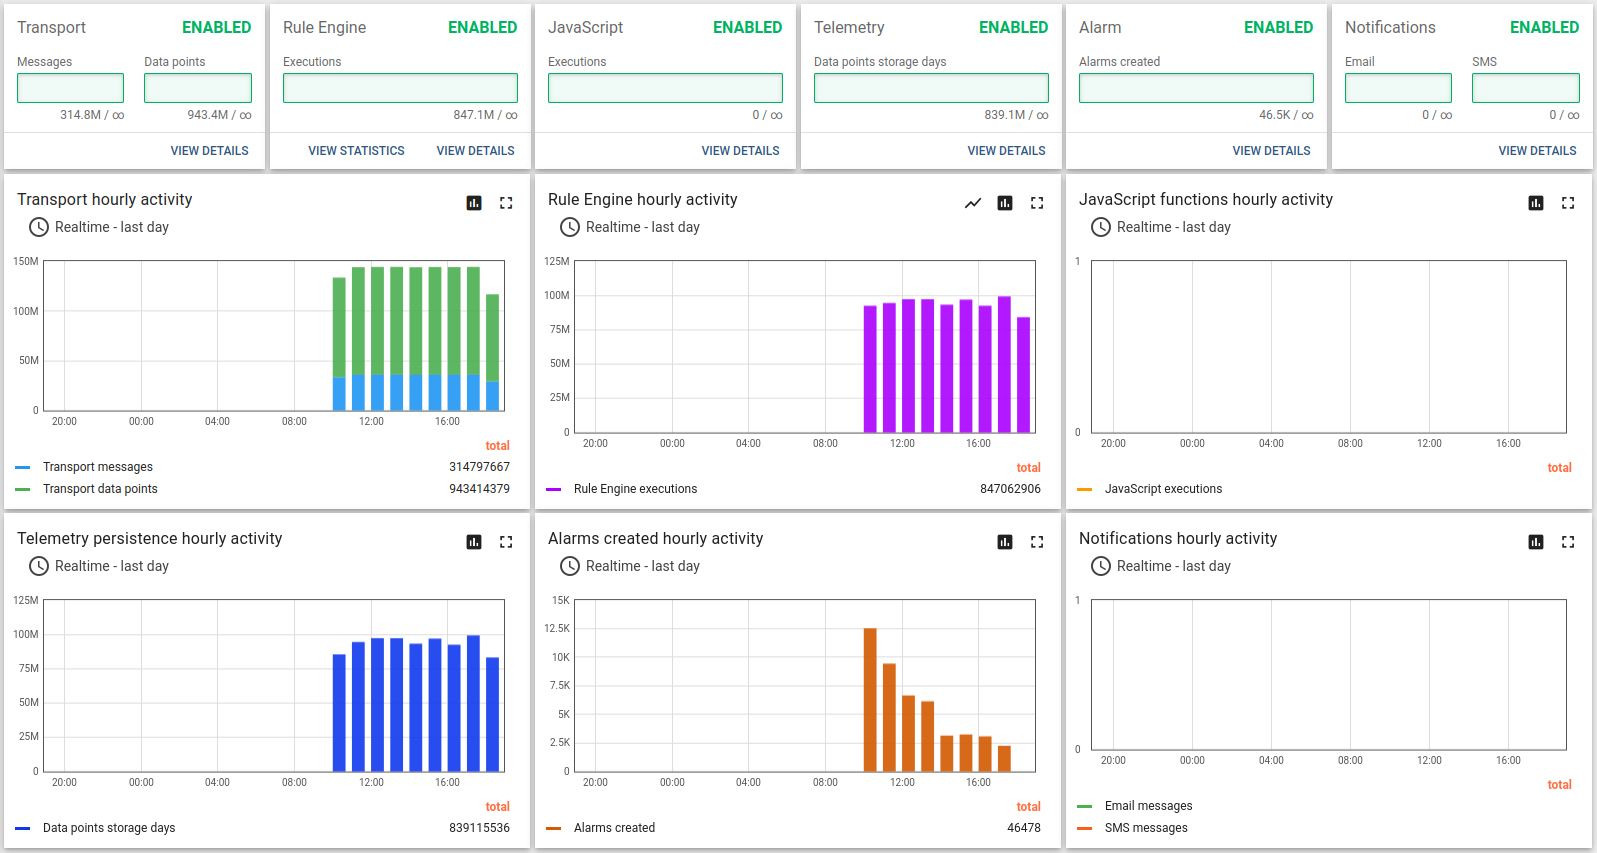 Transport ENABLED
Messages Data points
314.8M / ∞ 943.4M / ∞
VIEW DETAILS
Rule Engine ENABLED
Executions
847.1M / ∞
VIEW STATISTICS VIEW DETAILS
JavaScript ENABLED
Executions
0 / ∞
VIEW DETAILS
Telemetry ENABLED
Data points storage days
839.1M / ∞
VIEW DETAILS
Alarm ENABLED
Alarms created
46.5K / ∞
VIEW DETAILS
Notifications ENABLED
Email SMS
0 / ∞ 0 / ∞
VIEW DETAILS
Transport hourly activity
Realtime - last day
150M
100M
50M
0
20:00 00:00 04:00 08:00 12:00 16:00
total
Transport messages 314797667
Transport data points 943414379
Rule Engine hourly activity
Realtime - last day
125M
100M
75M
50M
25M
0
20:00 00:00 04:00 08:00 12:00 16:00
total
Rule Engine executions 847062906
JavaScript functions hourly activity
Realtime - last day
1
0
20:00 00:00 04:00 08:00 12:00 16:00
total
JavaScript executions
Telemetry persistence hourly activity
Realtime - last day
125M
100M
75M
50M
25M
0
20:00 00:00 04:00 08:00 12:00 16:00
total
Data points storage days 839115536
Alarms created hourly activity
Realtime - last day
15K
12.5K
10K
7.5K
5K
2.5K
0
20:00 00:00 04:00 08:00 12:00 16:00
total
Alarms created 46478
Notifications hourly activity
Realtime - last day
1
0
20:00 00:00 04:00 08:00 12:00 16:00
total
Email messages
SMS messages